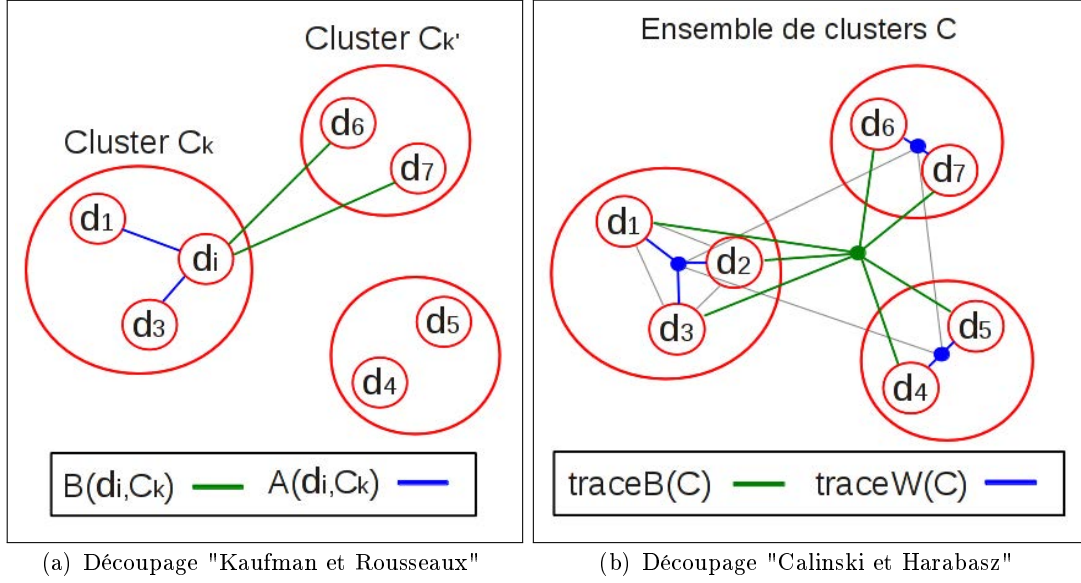 Cluster Ck'
d6
d7
Cluster Ck
d1
di
d3
d5
d4
B(di,Ck)
A(di,Ck)
(a) Découpage "Kaufman et Rousseaux"
Ensemble de clusters C
d6
d7
d1
d2
d3
d5
d4
traceB(C)
traceW(C)
(b) Découpage "Calinski et Harabasz"